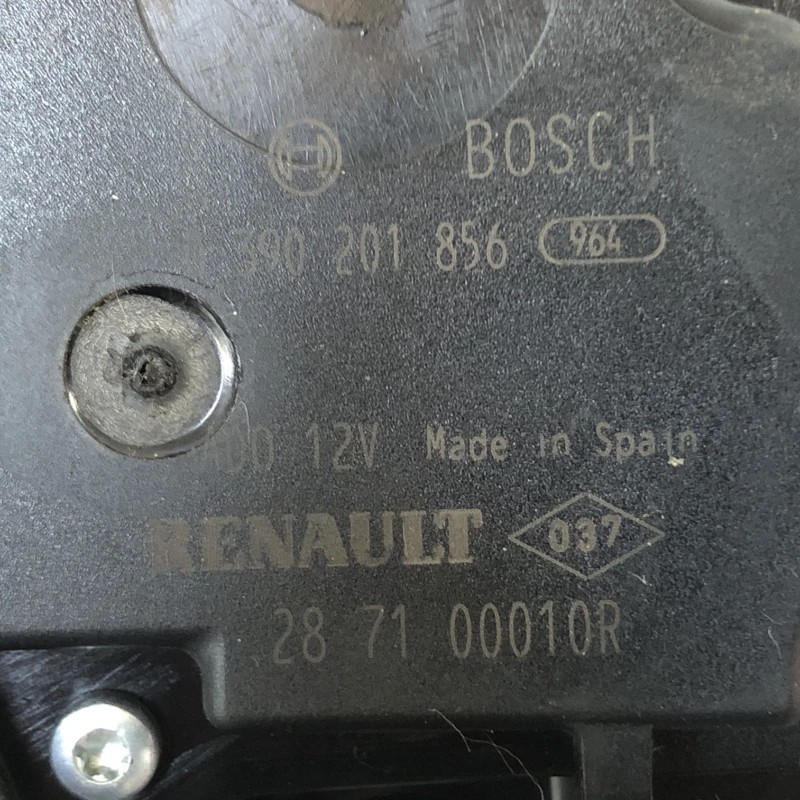 BOSCH
390 201 856 964
12V Made in Spain
RENAULT 037
28 71 00010R